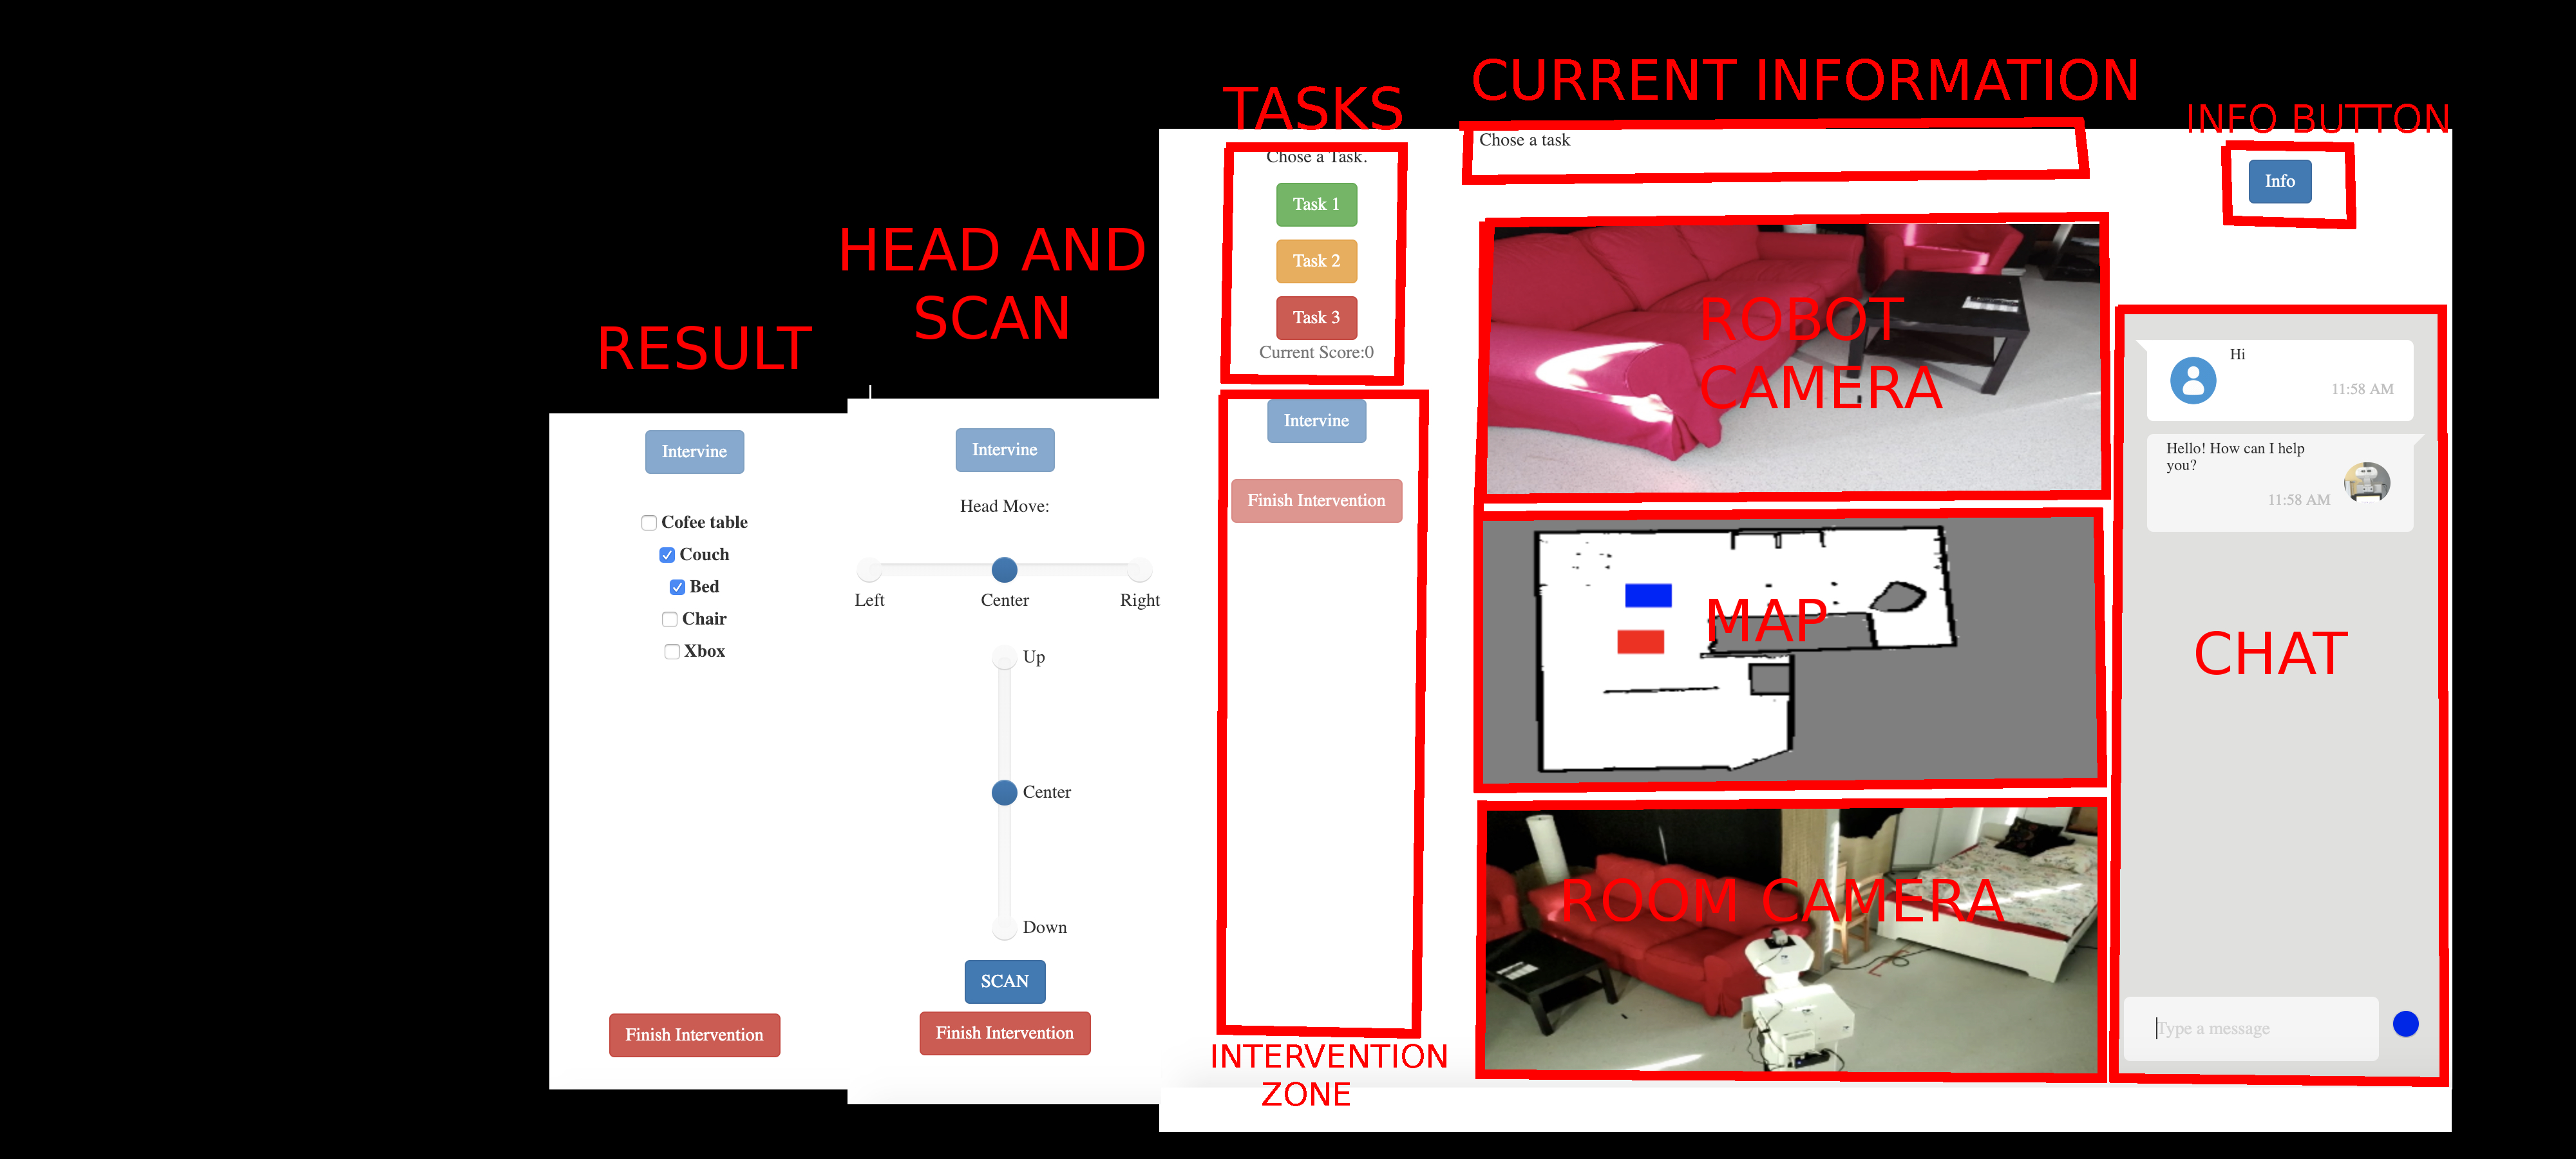 RESULT
Intervine
Cofee table
Couch
Bed
Chair
Xbox
Finish Intervention
HEAD AND
SCAN
Intervine
Head Move:
Left
Center
Right
Up
Center
Down
SCAN
Finish Intervention
TASKS
Chose a Task.
Task 1
Task 2
Task 3
Current Score:0
Intervine
Finish Intervention
INTERVENTION
ZONE
CURRENT INFORMATION
Chose a task
ROBOT
CAMERA
MAP
ROOM CAMERA
INFO BUTTON
Info
Hi
11:58 AM
Hello! How can I help
you?
11:58 AM
CHAT
Type a message